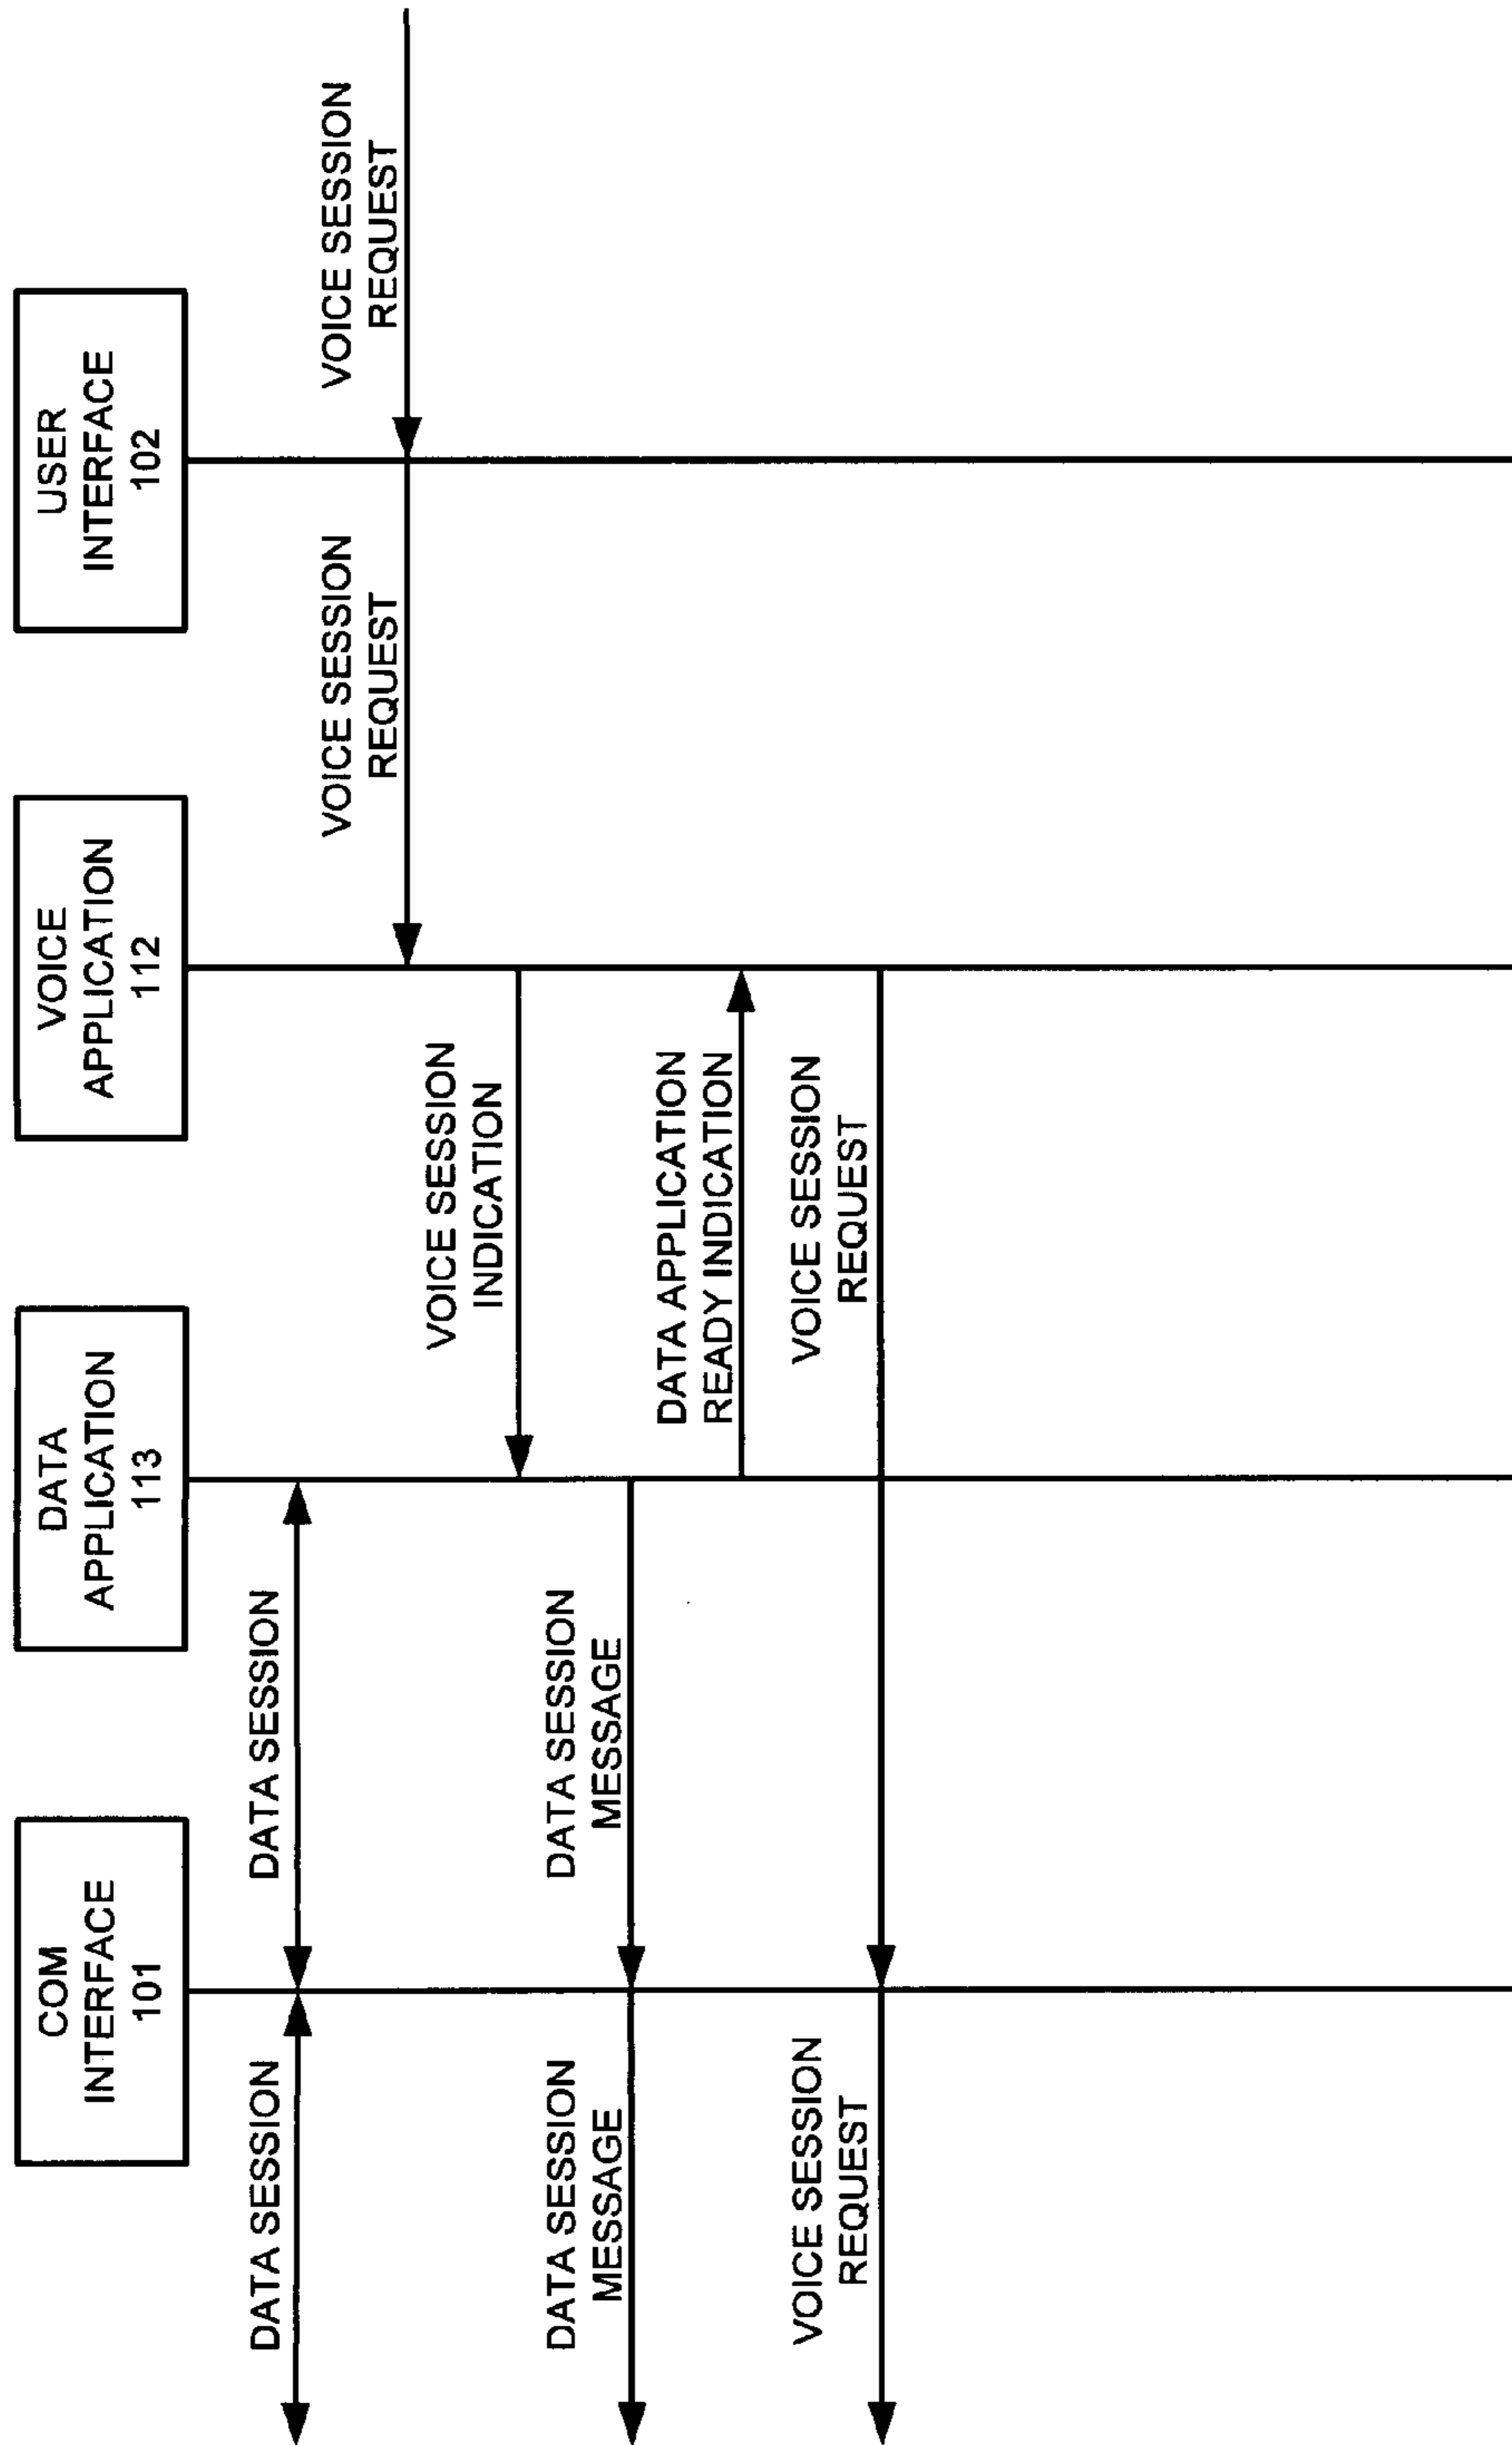 COM
INTERFACE
101
DATA
APPLICATION
113
VOICE
APPLICATION
112
USER
INTERFACE
102
DATA SESSION
DATA SESSION
VOICE SESSION
REQUEST
VOICE SESSION
REQUEST
VOICE SESSION
INDICATION
DATA SESSION
MESSAGE
DATA SESSION
MESSAGE
DATA APPLICATION
READY INDICATION
VOICE SESSION
REQUEST
VOICE SESSION
REQUEST